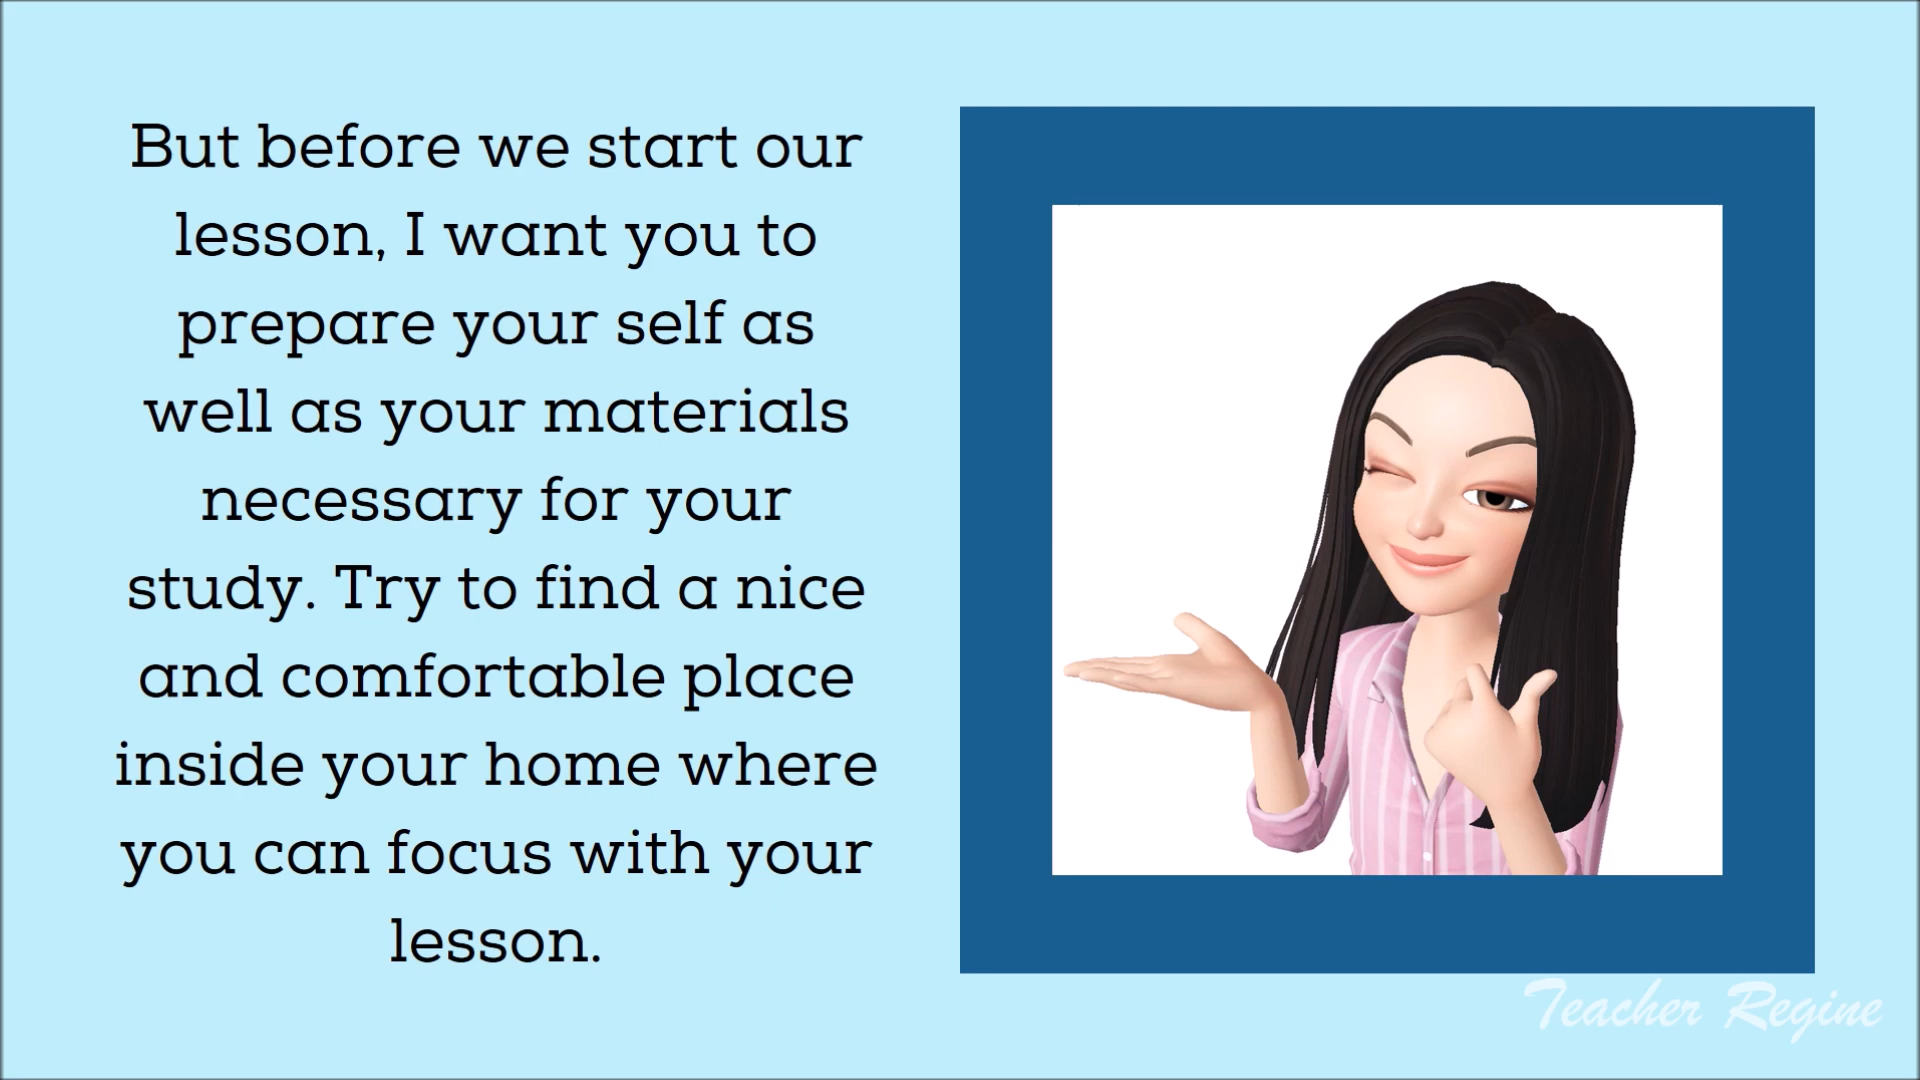 But before we start our
lesson, I want you to
prepare your self as
well as your materials
necessary for your
study. Try to find a nice
and comfortable place
inside your home where
you can focus with your
lesson.
Teacher Regine